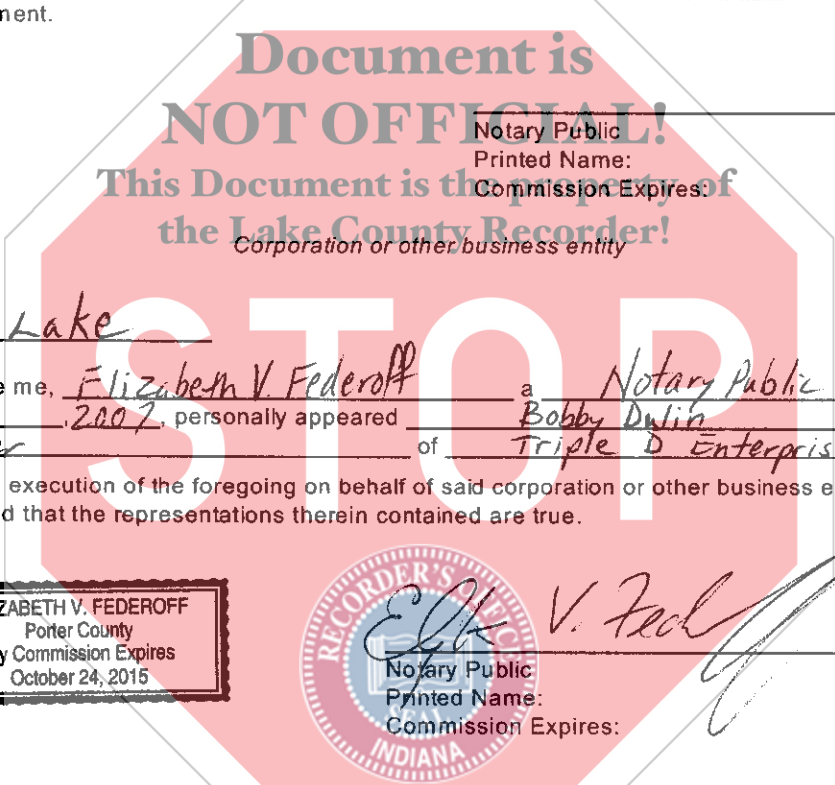 ment.
Document is
NOT OFFICIAL!
Notary Public
Printed Name:
This Document is the property of
Commission Expires:
the Lake County Recorder!
Corporation or other business entity
STOP
Lake
e me, Elizabeth V. Federoff a Notary Public
, 2007, personally appeared Bobby Dulin
of Triple D Enterpris
execution of the foregoing on behalf of said corporation or other business e
d that the representations therein contained are true.
ZABETH V. FEDEROFF
Porter County
y Commission Expires
October 24, 2015
RECORDER'S OFFICE
SEAL
INDIANA
V. Fed
Notary Public
Printed Name:
Commission Expires: